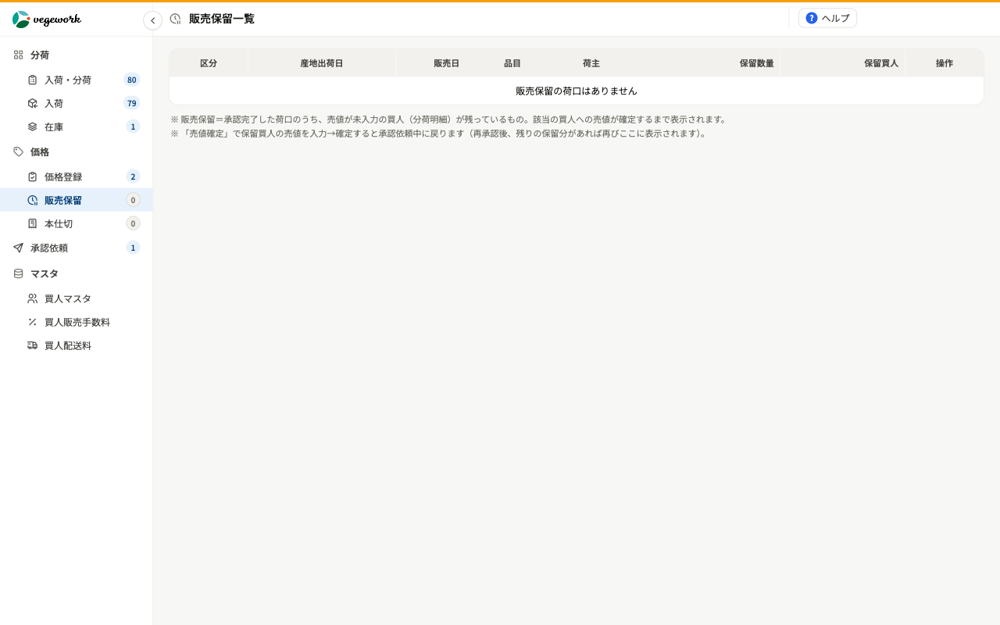 vegework
販売保留一覧
? ヘルプ
分荷
入荷・分荷 80
入荷 79
在庫 1
価格
価格登録 2
販売保留 0
本仕切 0
承認依頼 1
マスタ
買人マスタ
買人販売手数料
買人配送料
区分 産地出荷日 販売日 品目 荷主 保留数量 保留買人 操作
販売保留の荷口はありません
※ 販売保留＝承認完了した荷口のうち、売値が未入力の買人（分荷明細）が残っているもの。該当の買人への売値が確定するまで表示されます。
※ 「売値確定」で保留買人の売値を入力→確定すると承認依頼中に戻ります（再承認後、残りの保留分があれば再びここに表示されます）。